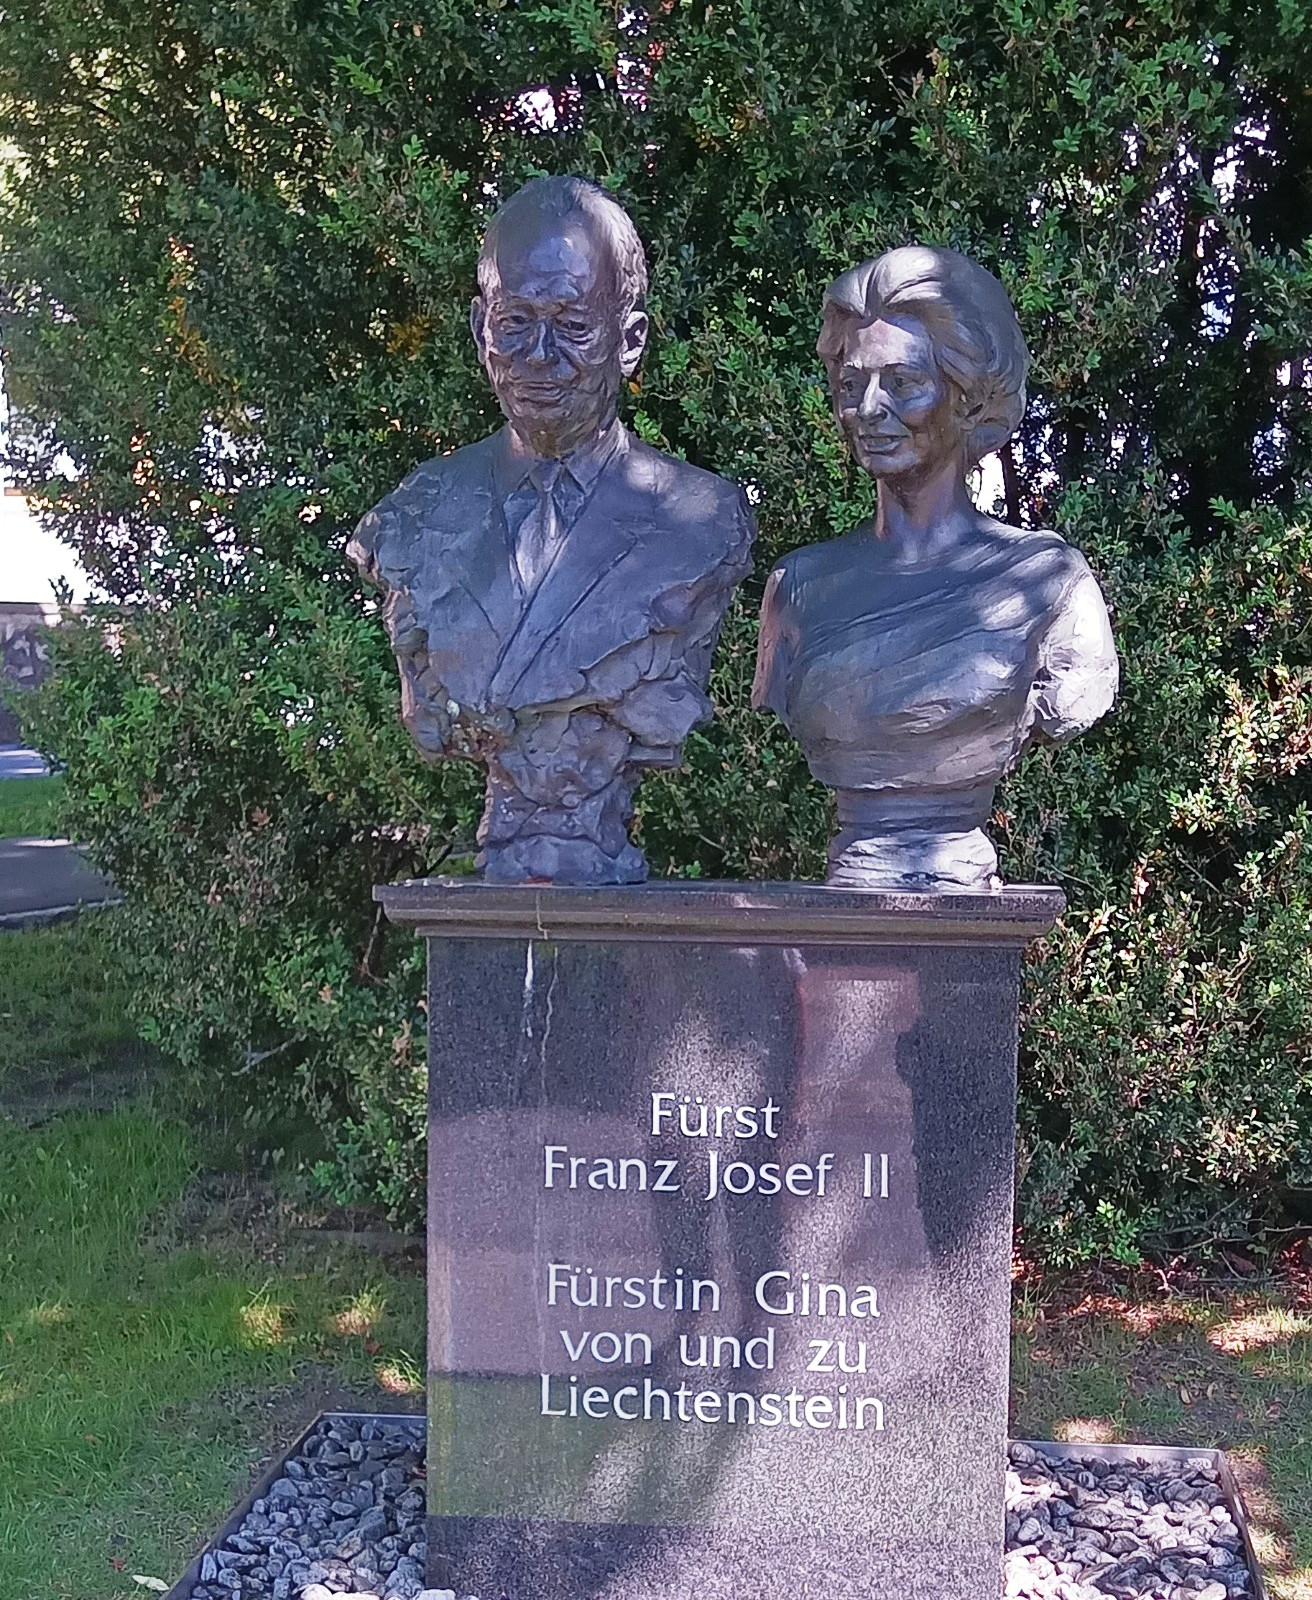 Fürst
Franz Josef II
Fürstin Gina
von und zu
Liechtenstein